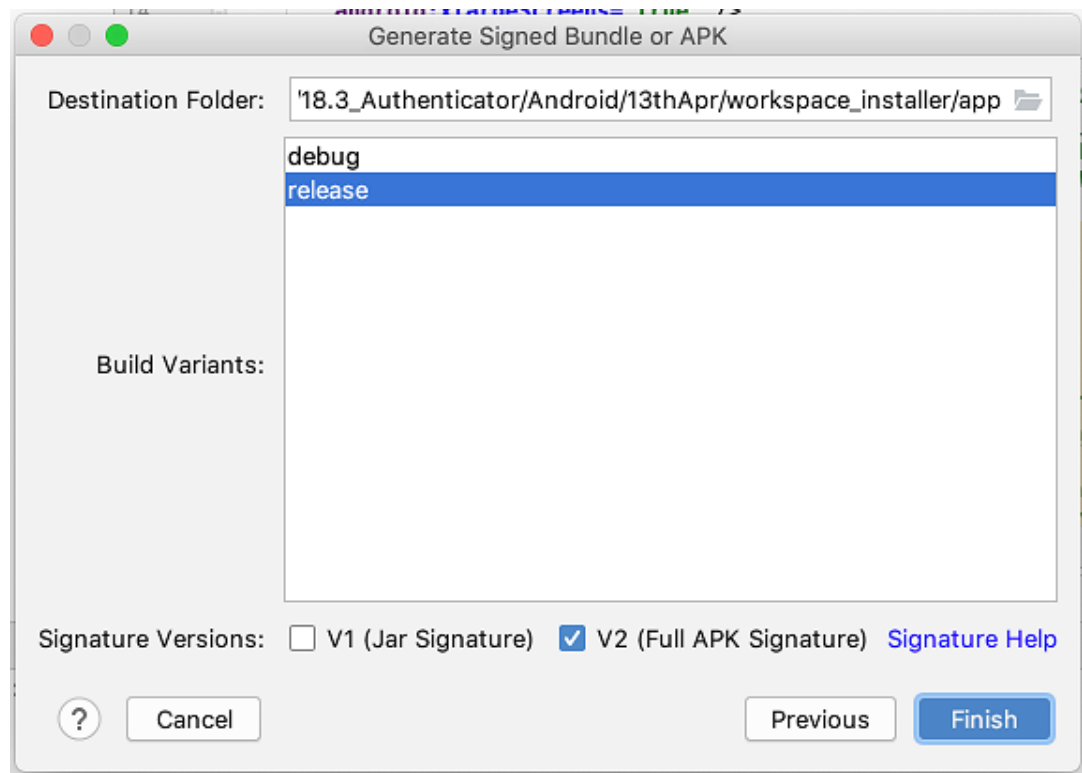 Generate Signed Bundle or APK
Destination Folder: '18.3_Authenticator/Android/13thApr/workspace_installer/app
debug
release
Build Variants:
Signature Versions: V1 (Jar Signature) V2 (Full APK Signature) Signature Help
? Cancel Previous Finish